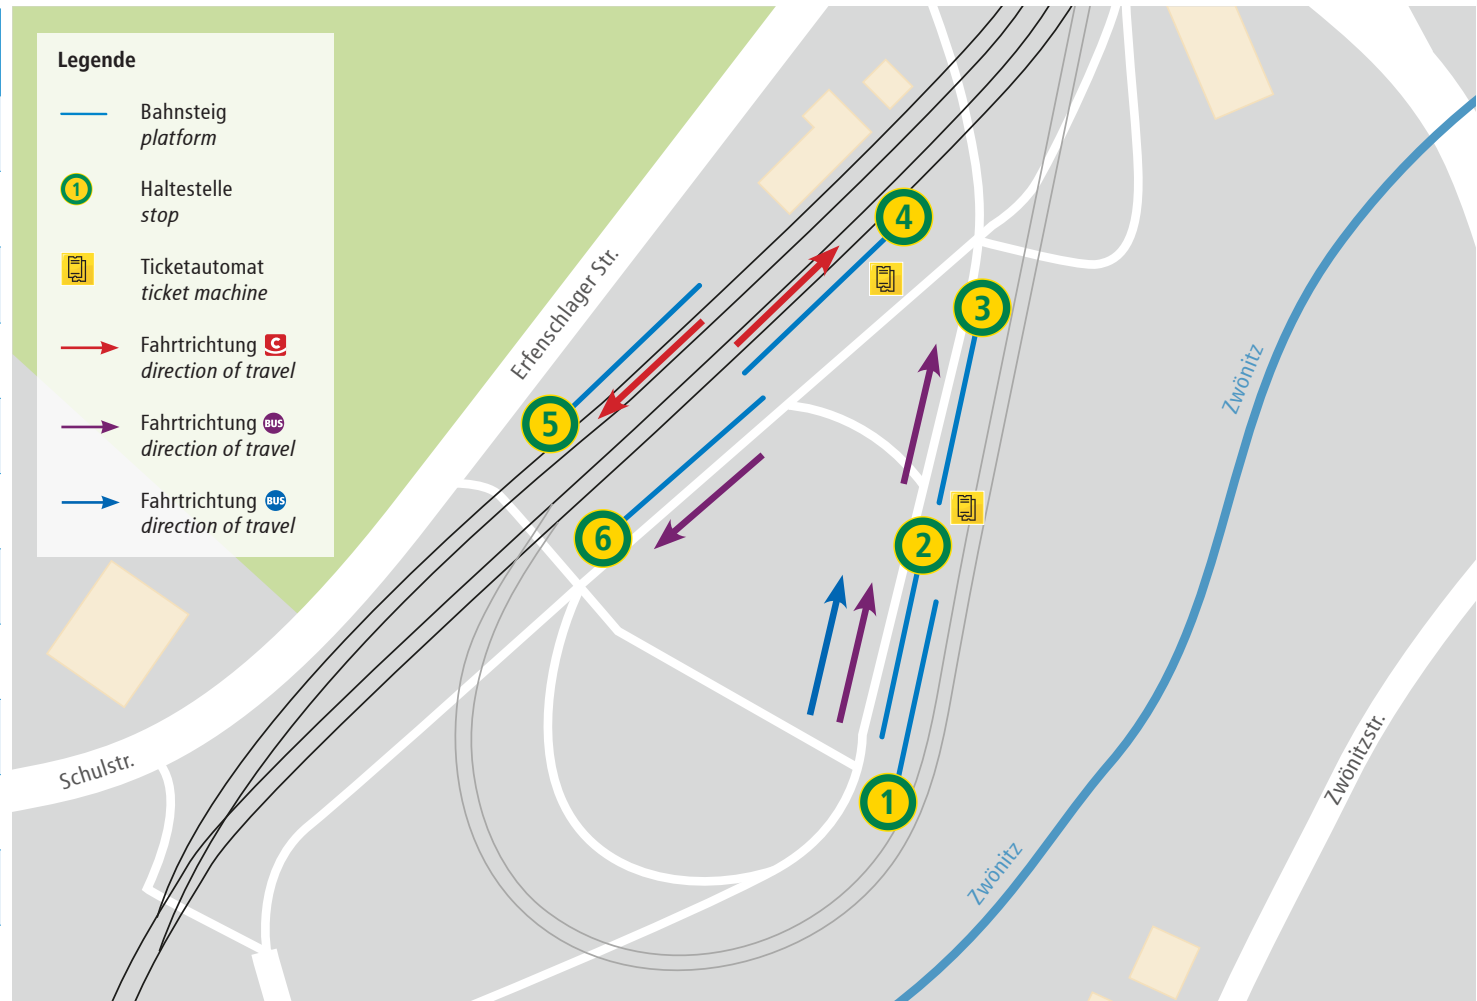 Legende
Bahnsteig
platform
1
Haltestelle
stop
Ticketautomat
ticket machine
Fahrtrichtung C
direction of travel
Fahrtrichtung BUS
direction of travel
Fahrtrichtung BUS
direction of travel
Erfenschlager Str.
4
3
5
6
2
1
Zwönitz
Schulstr.
Zwönitzstr.
Zwönitz